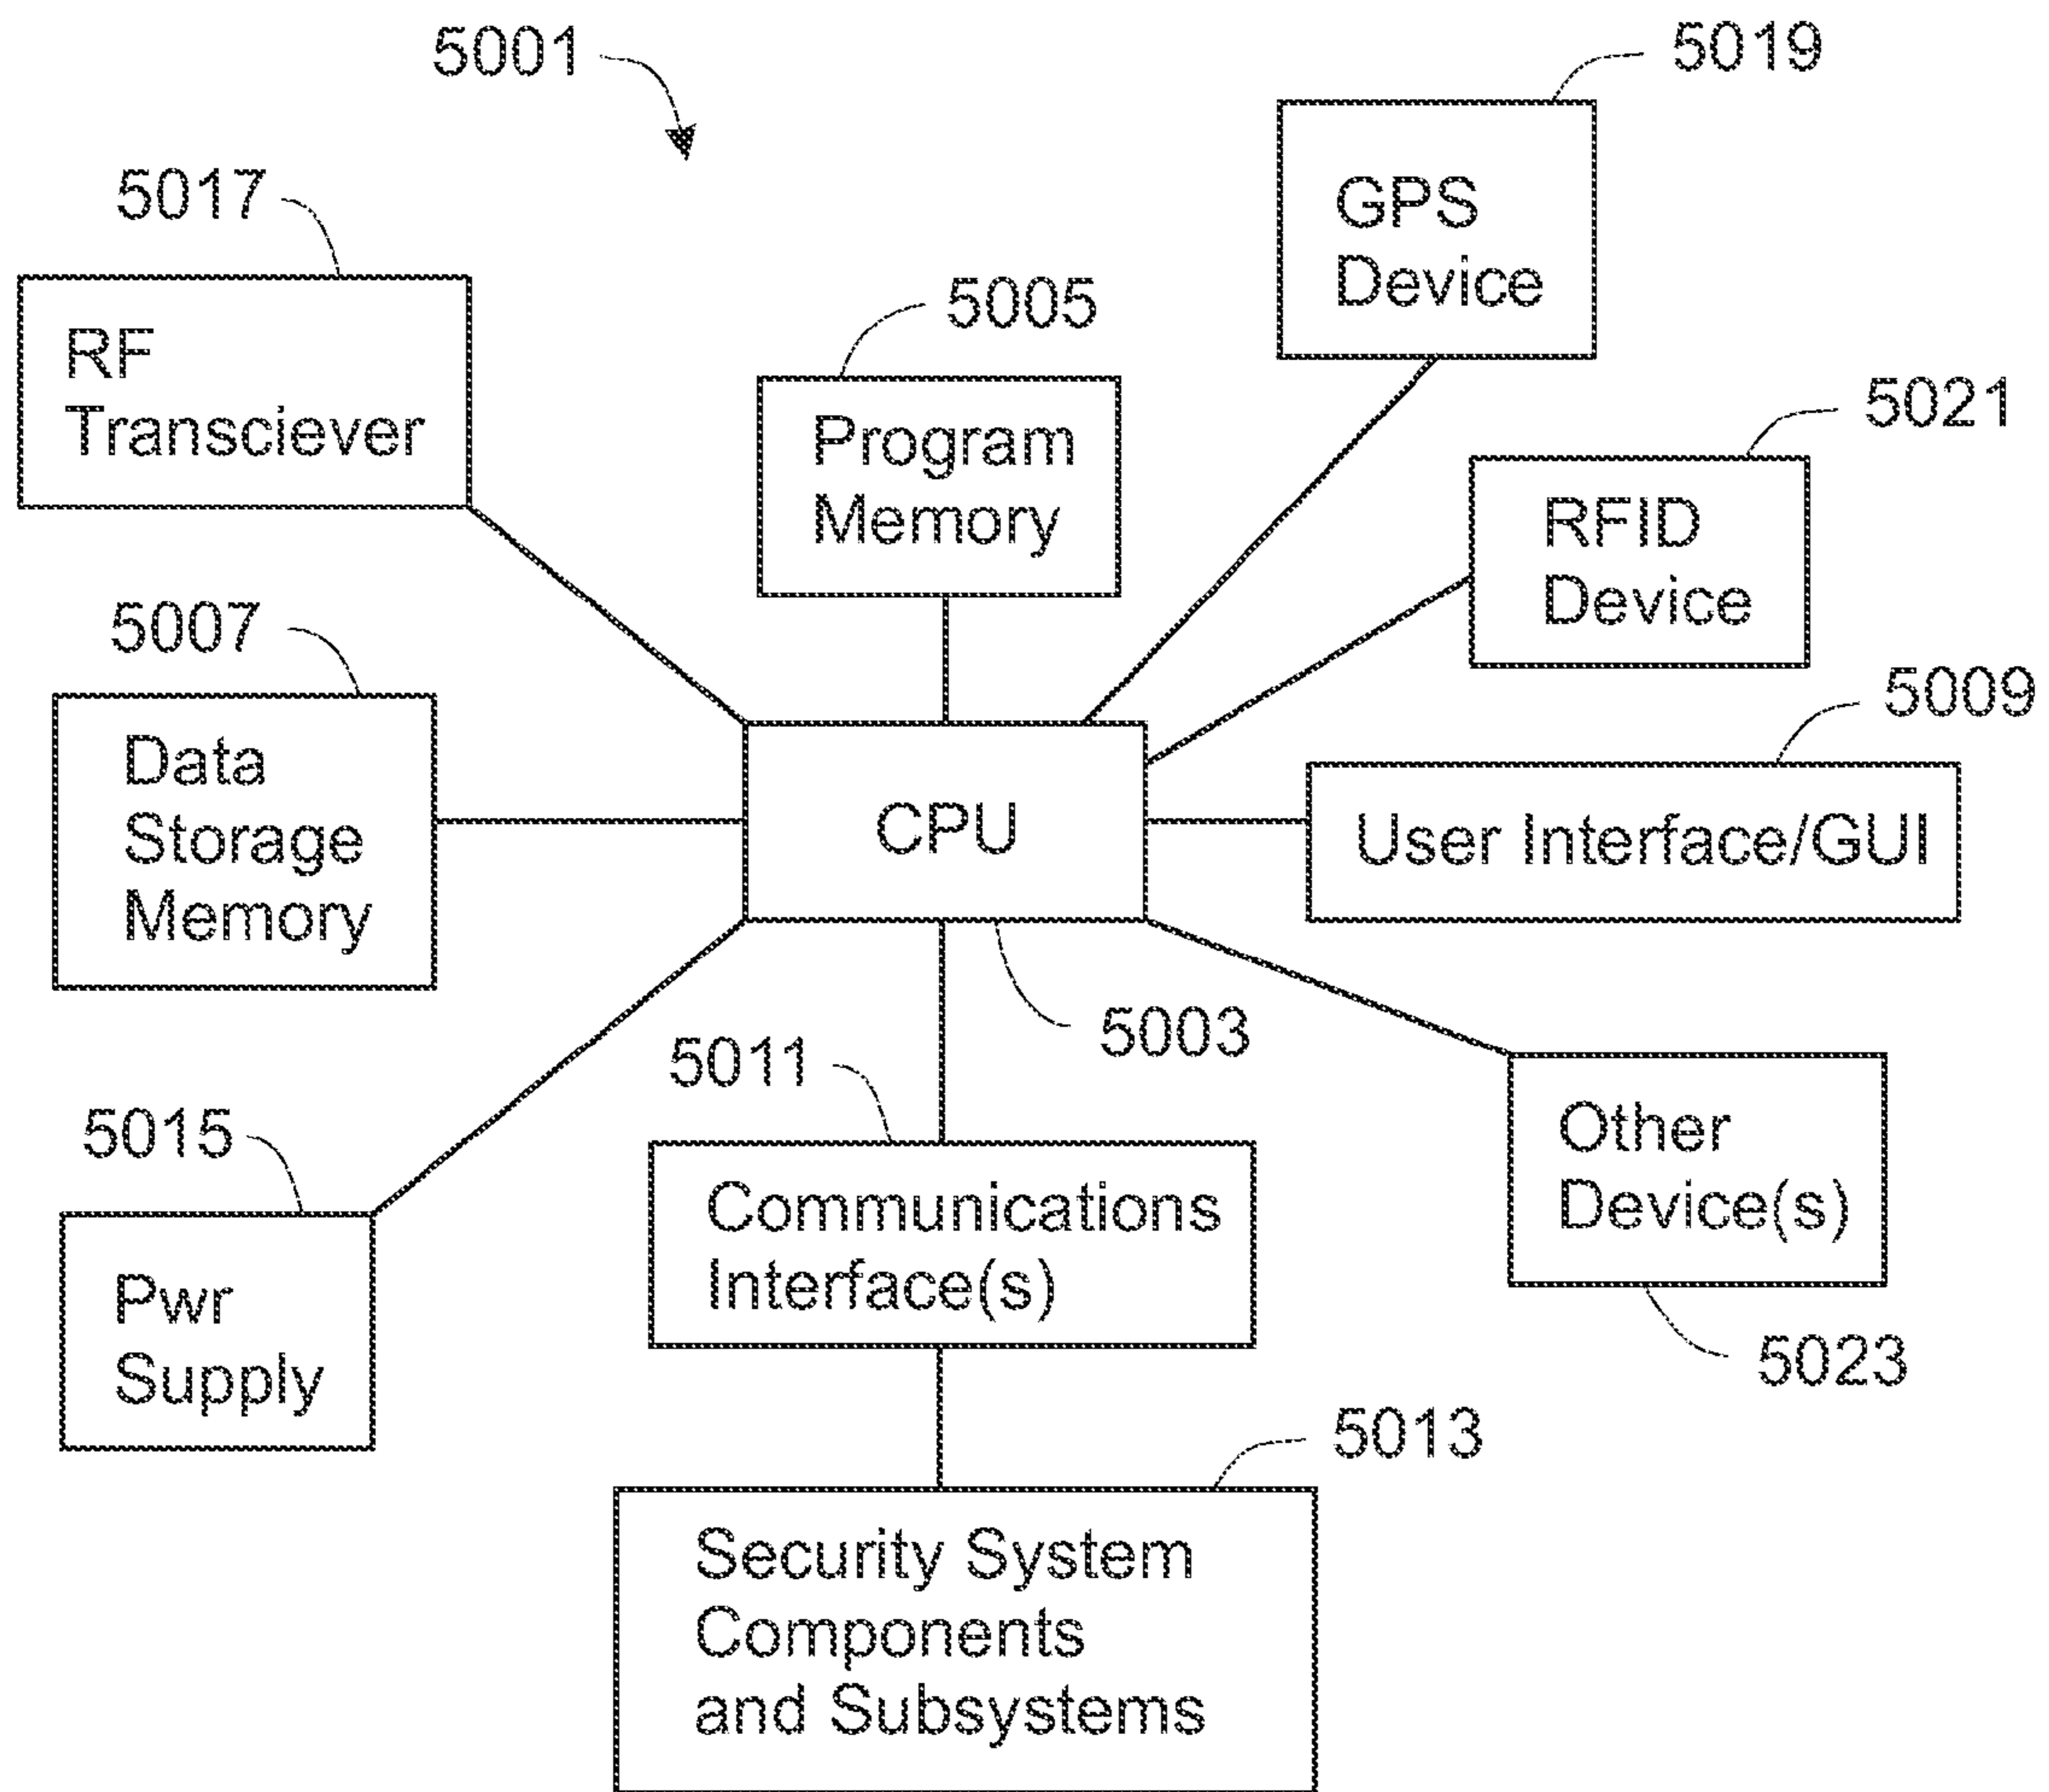 5001
5019
5017
GPS
Device
5005
RF
Transciever
5021
Program
Memory
RFID
Device
5007
5009
Data
Storage
Memory
CPU
User Interface/GUI
5003
5011
5015
Other
Device(s)
Communications
Interface(s)
Pwr
Supply
5023
5013
Security System
Components
and Subsystems